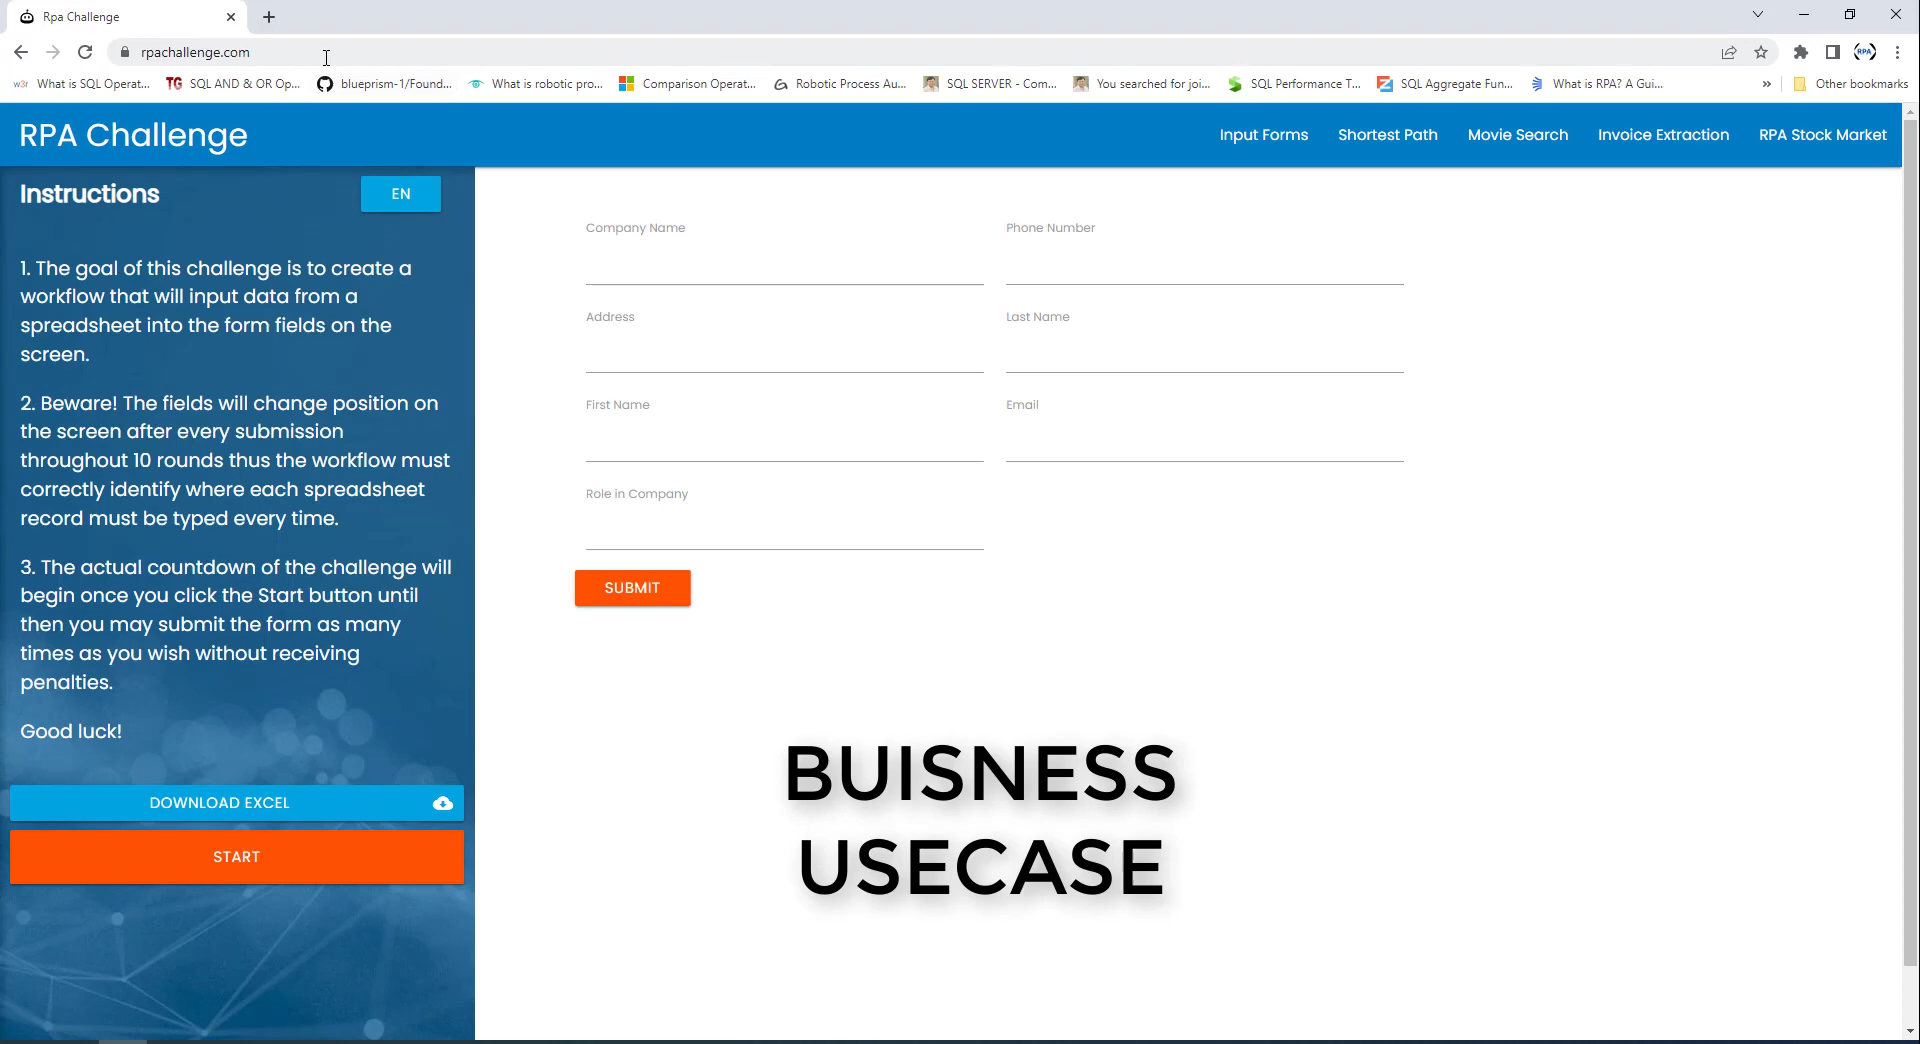 Rpa Challenge
rpachallenge.com
RPA
w3r What is SQL Operat... TG SQL AND & OR Op... blueprism-1/Found... What is robotic pro... Comparison Operat... Robotic Process Au... SQL SERVER - Com... You searched for joi... SQL Performance T... SQL Aggregate Fun... What is RPA? A Gui... » Other bookmarks
RPA Challenge
Input Forms Shortest Path Movie Search Invoice Extraction RPA Stock Market
Instructions
EN
1. The goal of this challenge is to create a
workflow that will input data from a
spreadsheet into the form fields on the
screen.
2. Beware! The fields will change position on
the screen after every submission
throughout 10 rounds thus the workflow must
correctly identify where each spreadsheet
record must be typed every time.
3. The actual countdown of the challenge will
begin once you click the Start button until
then you may submit the form as many
times as you wish without receiving
penalties.
Good luck!
DOWNLOAD EXCEL
START
Company Name Phone Number
Address Last Name
First Name Email
Role in Company
SUBMIT
BUISNESS
USECASE